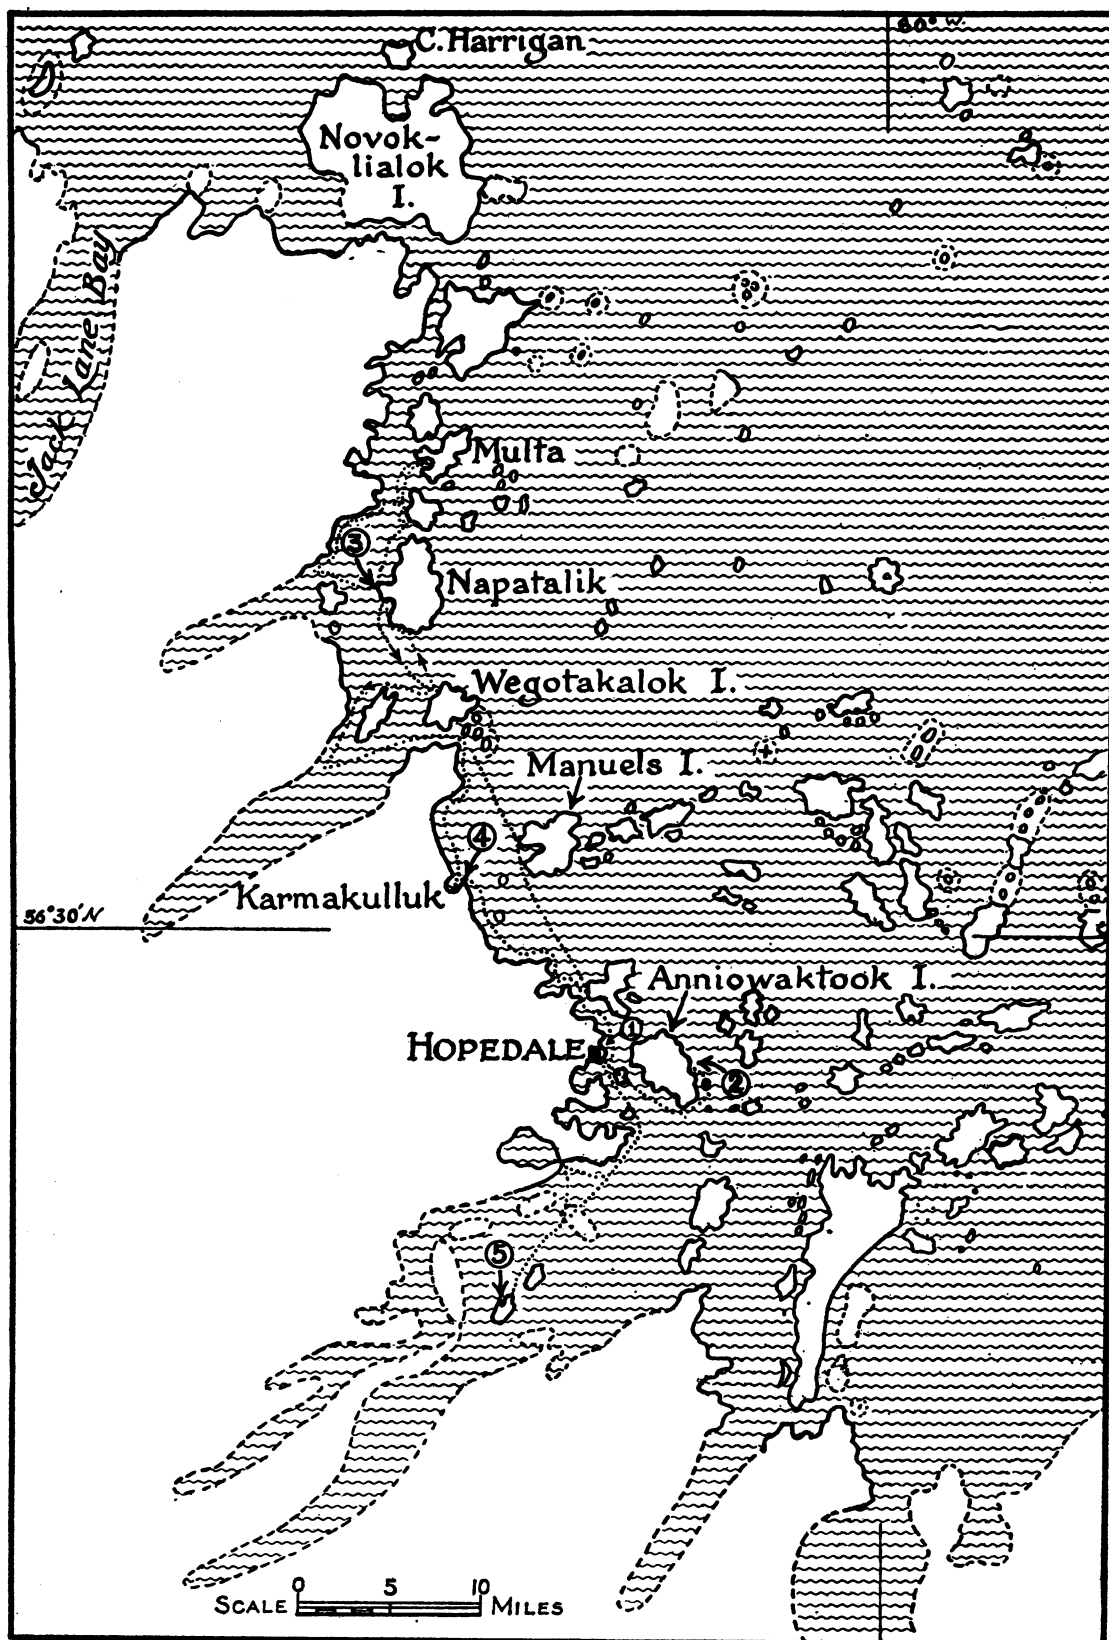 60° W.
C. Harrigan
Novok-
lialok
I.
Jack Lane Bay
Multa
③
Napatalik
Wegotakalok I.
Manuels I.
④
Karmakulluk
56°30'N
Anniowaktook I.
①
HOPEDALE
②
⑤
0 5 10
SCALE MILES